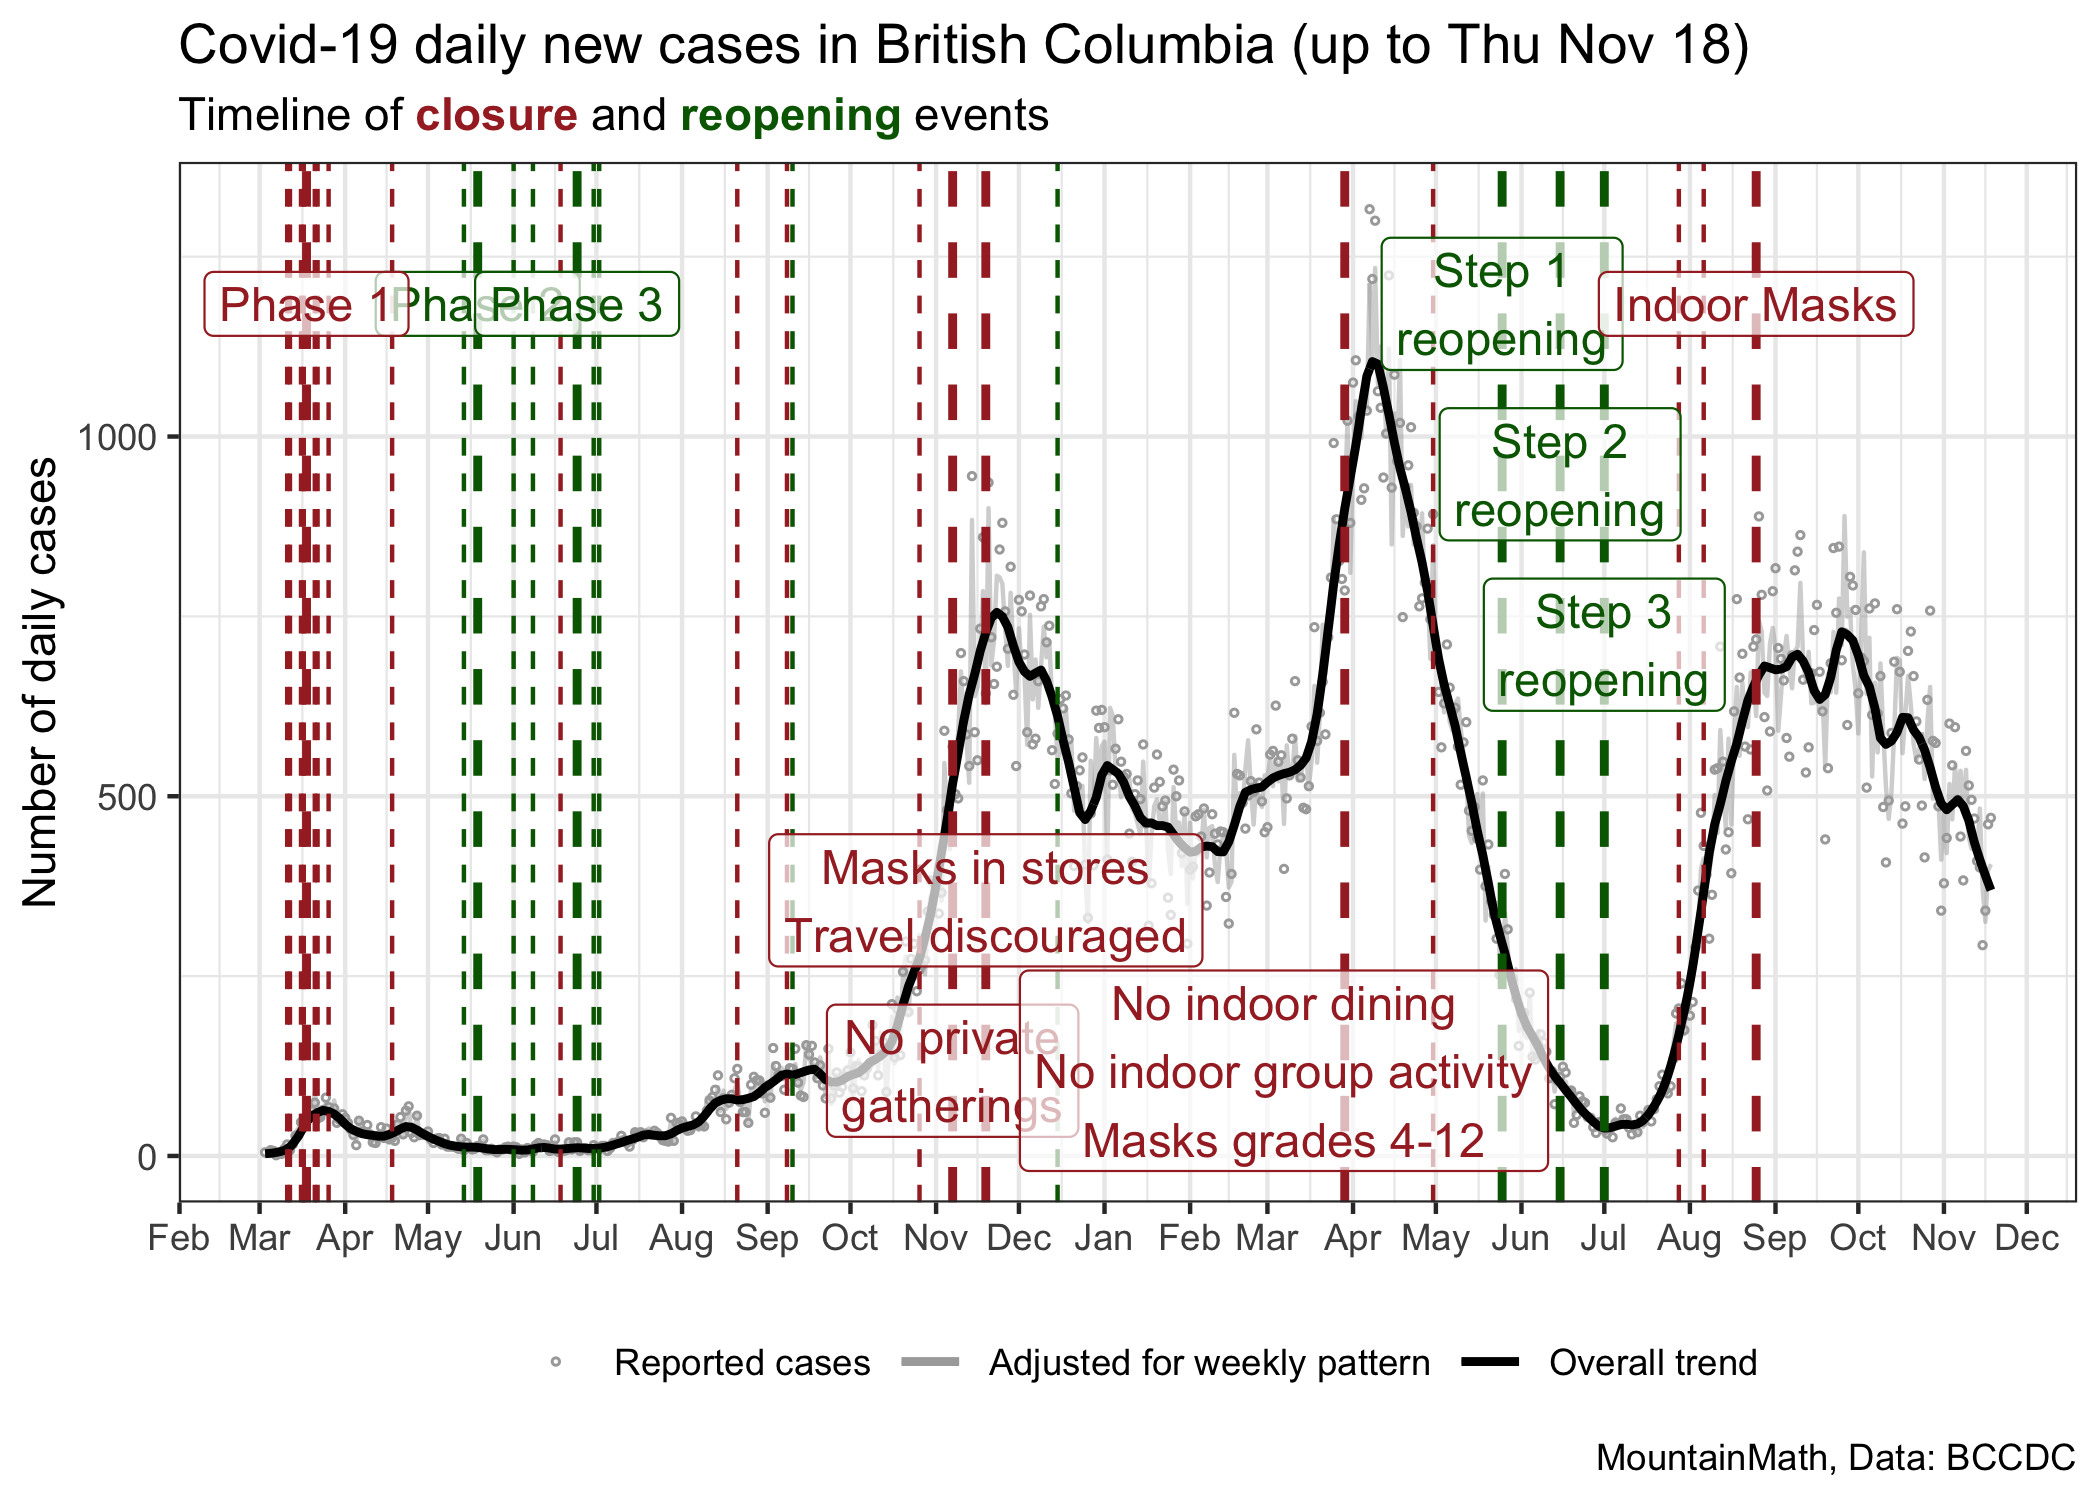 Covid-19 daily new cases in British Columbia (up to Thu Nov 18)
Timeline of closure and reopening events
Number of daily cases
1000
500
0
Phase 1
Phase 2
Phase 3
Step 1
reopening
Indoor Masks
Step 2
reopening
Step 3
reopening
Masks in stores
Travel discouraged
No private
gatherings
No indoor dining
No indoor group activity
Masks grades 4-12
Feb Mar Apr May Jun Jul Aug Sep Oct Nov Dec Jan Feb Mar Apr May Jun Jul Aug Sep Oct Nov Dec
Reported cases Adjusted for weekly pattern Overall trend
MountainMath, Data: BCCDC